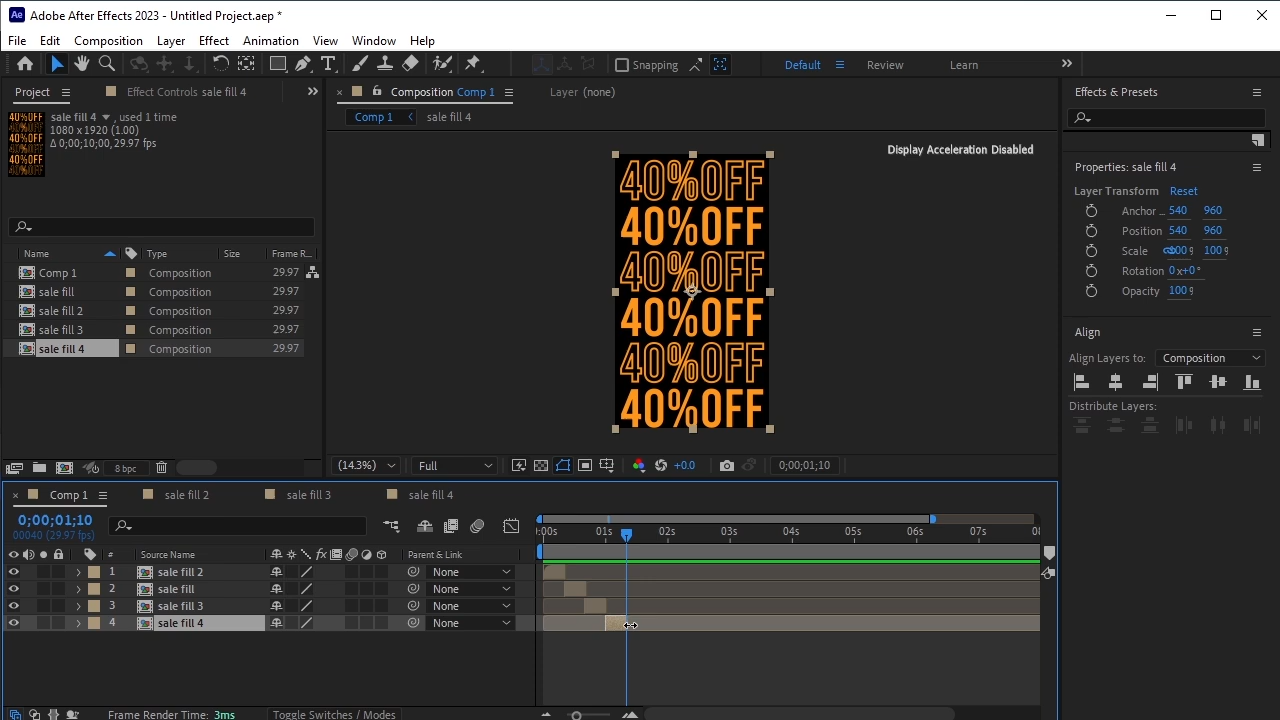 Ae Adobe After Effects 2023 - Untitled Project.aep *
File Edit Composition Layer Effect Animation View Window Help
T Snapping Default Review Learn
Project Effect Controls sale fill 4
Composition Comp 1 Layer (none)
Effects & Presets
sale fill 4 , used 1 time
1080 x 1920 (1.00)
Δ 0;00;10;00, 29.97 fps
Comp 1 sale fill 4
Display Acceleration Disabled
40%OFF
40%OFF
40%OFF
40%OFF
40%OFF
40%OFF
Name Type Size Frame R...
Comp 1 Composition 29.97
sale fill Composition 29.97
sale fill 2 Composition 29.97
sale fill 3 Composition 29.97
sale fill 4 Composition 29.97
8 bpc
(14.3%) Full +0.0 0;00;01;10
Properties: sale fill 4
Layer Transform Reset
Anchor .. 540 960
Position 540 960
Scale 100% 100%
Rotation 0x+0°
Opacity 100%
Align
Align Layers to: Composition
Distribute Layers:
Comp 1 sale fill 2 sale fill 3 sale fill 4
0;00;01;10
00040 (29.97 fps)
:00s 01s 02s 03s 04s 05s 06s 07s
# Source Name fx Parent & Link
1 sale fill 2 None
2 sale fill None
3 sale fill 3 None
4 sale fill 4 None
Frame Render Time: 3ms Toggle Switches / Modes